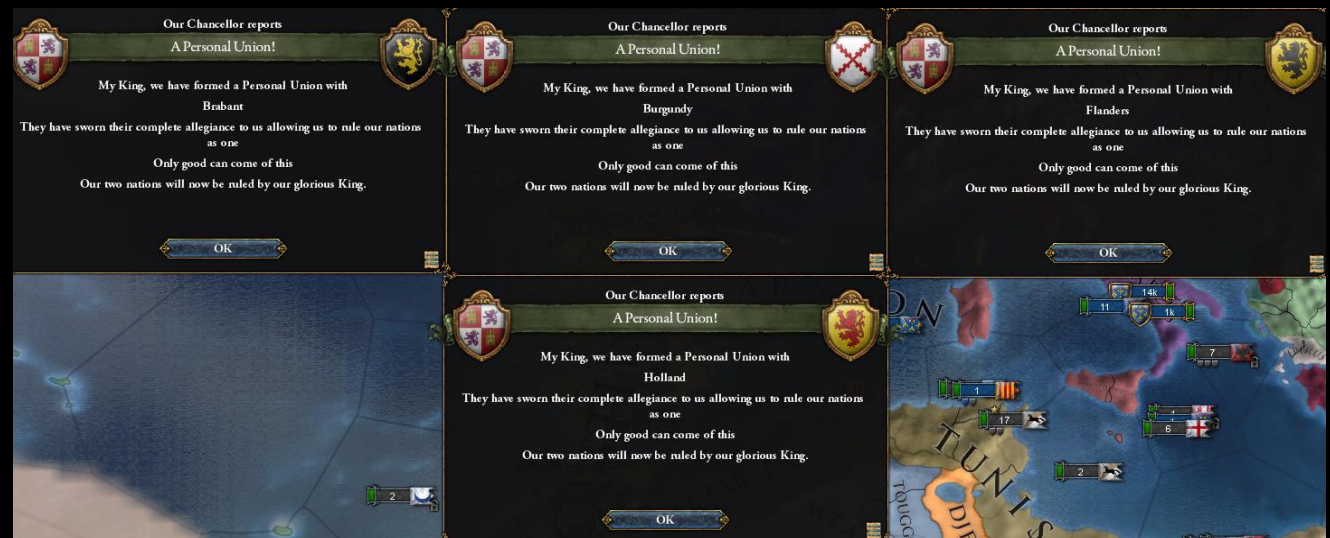 Our Chancellor reports
A Personal Union!
My King, we have formed a Personal Union with
Brabant
They have sworn their complete allegiance to us allowing us to rule our nations
as one
Only good can come of this
Our two nations will now be ruled by our glorious King.
OK
Our Chancellor reports
A Personal Union!
My King, we have formed a Personal Union with
Burgundy
They have sworn their complete allegiance to us allowing us to rule our nations
as one
Only good can come of this
Our two nations will now be ruled by our glorious King.
OK
Our Chancellor reports
A Personal Union!
My King, we have formed a Personal Union with
Flanders
They have sworn their complete allegiance to us allowing us to rule our nations
as one
Only good can come of this
Our two nations will now be ruled by our glorious King.
OK
2
Our Chancellor reports
A Personal Union!
My King, we have formed a Personal Union with
Holland
They have sworn their complete allegiance to us allowing us to rule our nations
as one
Only good can come of this
Our two nations will now be ruled by our glorious King.
OK
ON
14k
11
1k
7
1
17
6
2
TUNIS
TOUGG
DJE